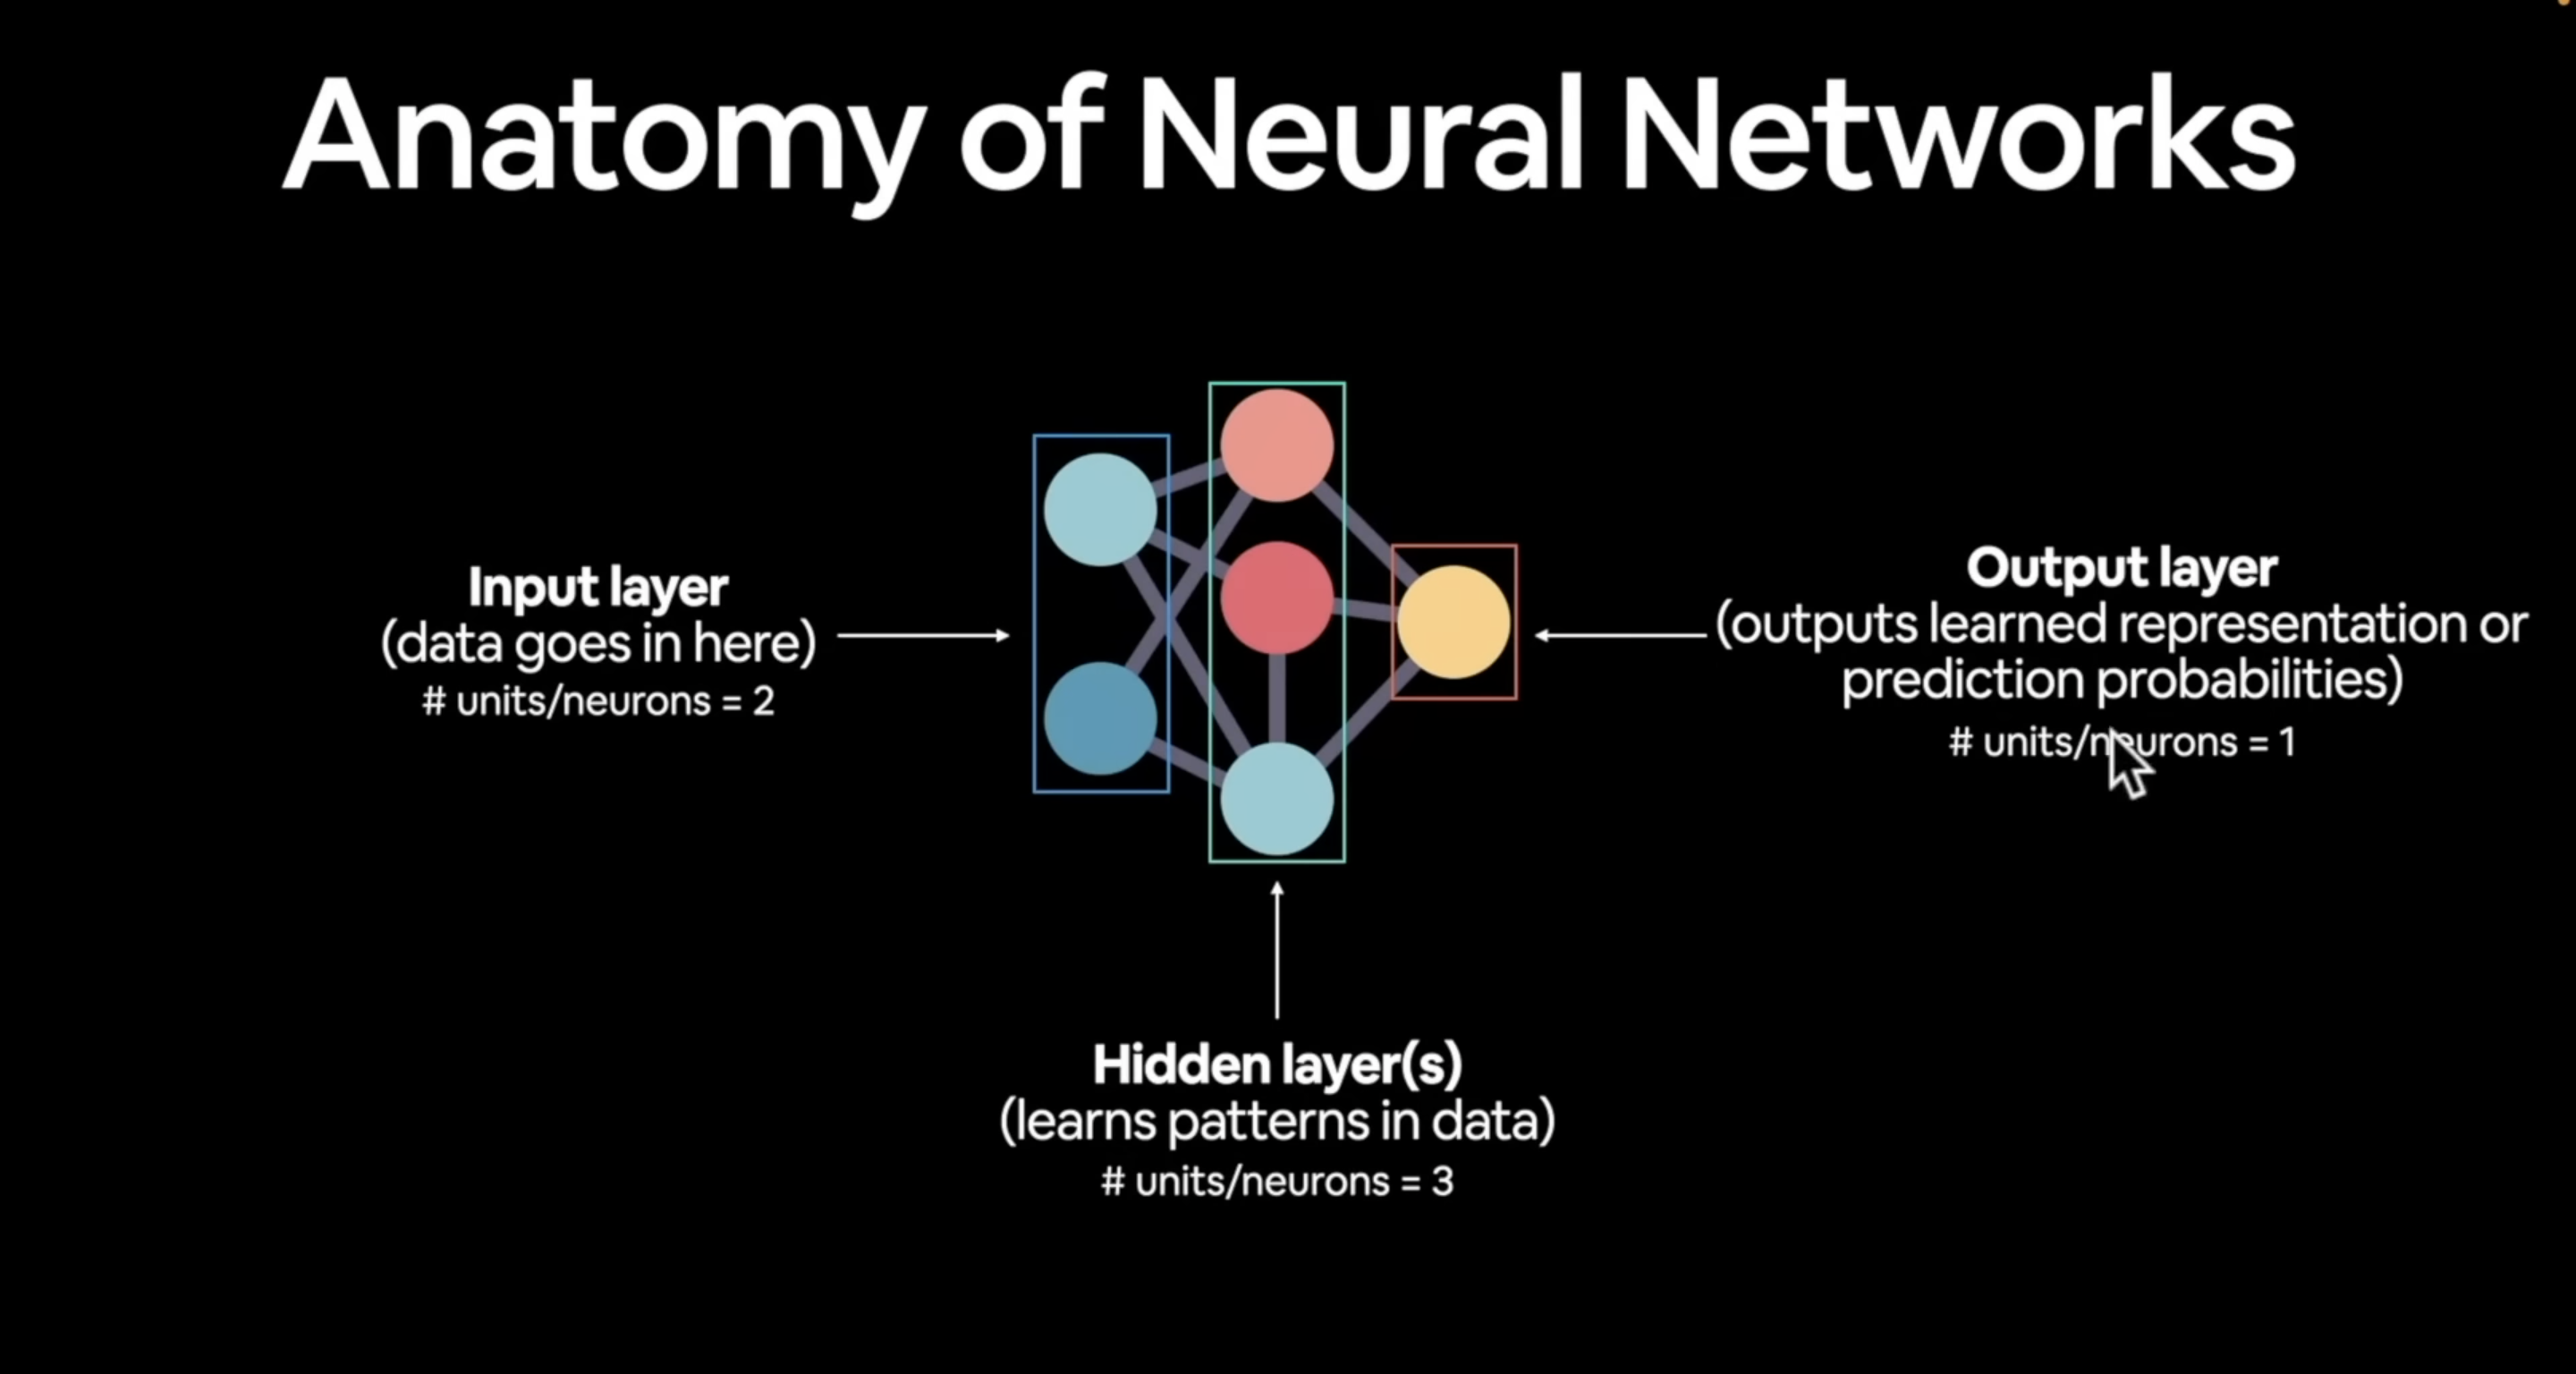 Anatomy of Neural Networks
Input layer
(data goes in here)
# units/neurons = 2
Output layer
(outputs learned representation or
prediction probabilities)
# units/neurons = 1
Hidden layer(s)
(learns patterns in data)
# units/neurons = 3